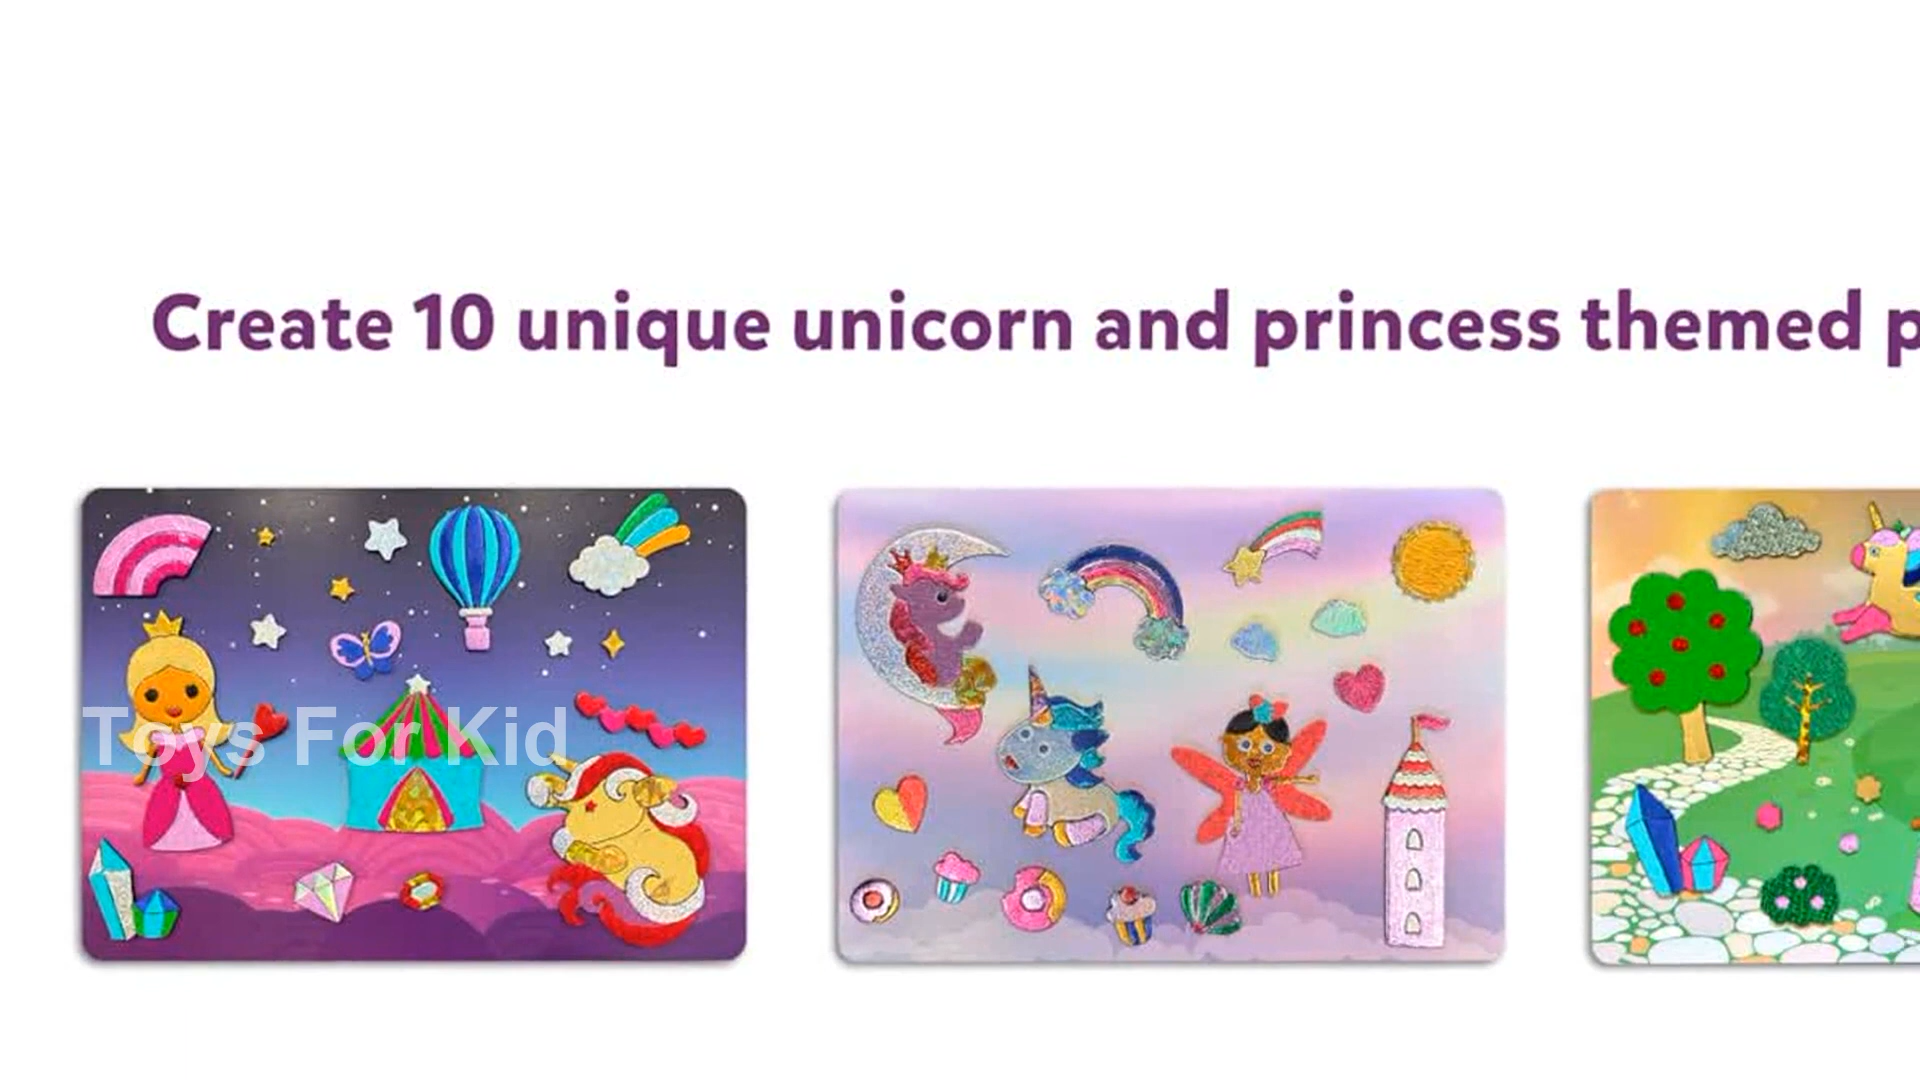 Create 10 unique unicorn and princess themed
Toys For Kid